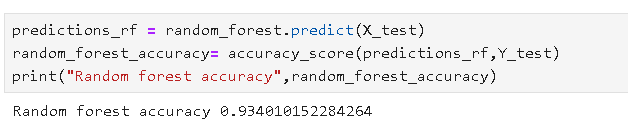 predictions_rf = random_forest.predict(X_test)
random_forest_accuracy= accuracy_score(predictions_rf,Y_test)
print("Random forest accuracy",random_forest_accuracy)
Random forest accuracy 0.934010152284264